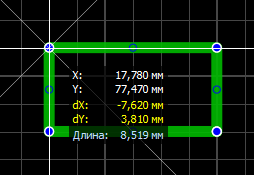 X: 17,780 мм
Y: 77,470 мм
dX: -7,620 мм
dY: 3,810 мм
Длина: 8,519 мм